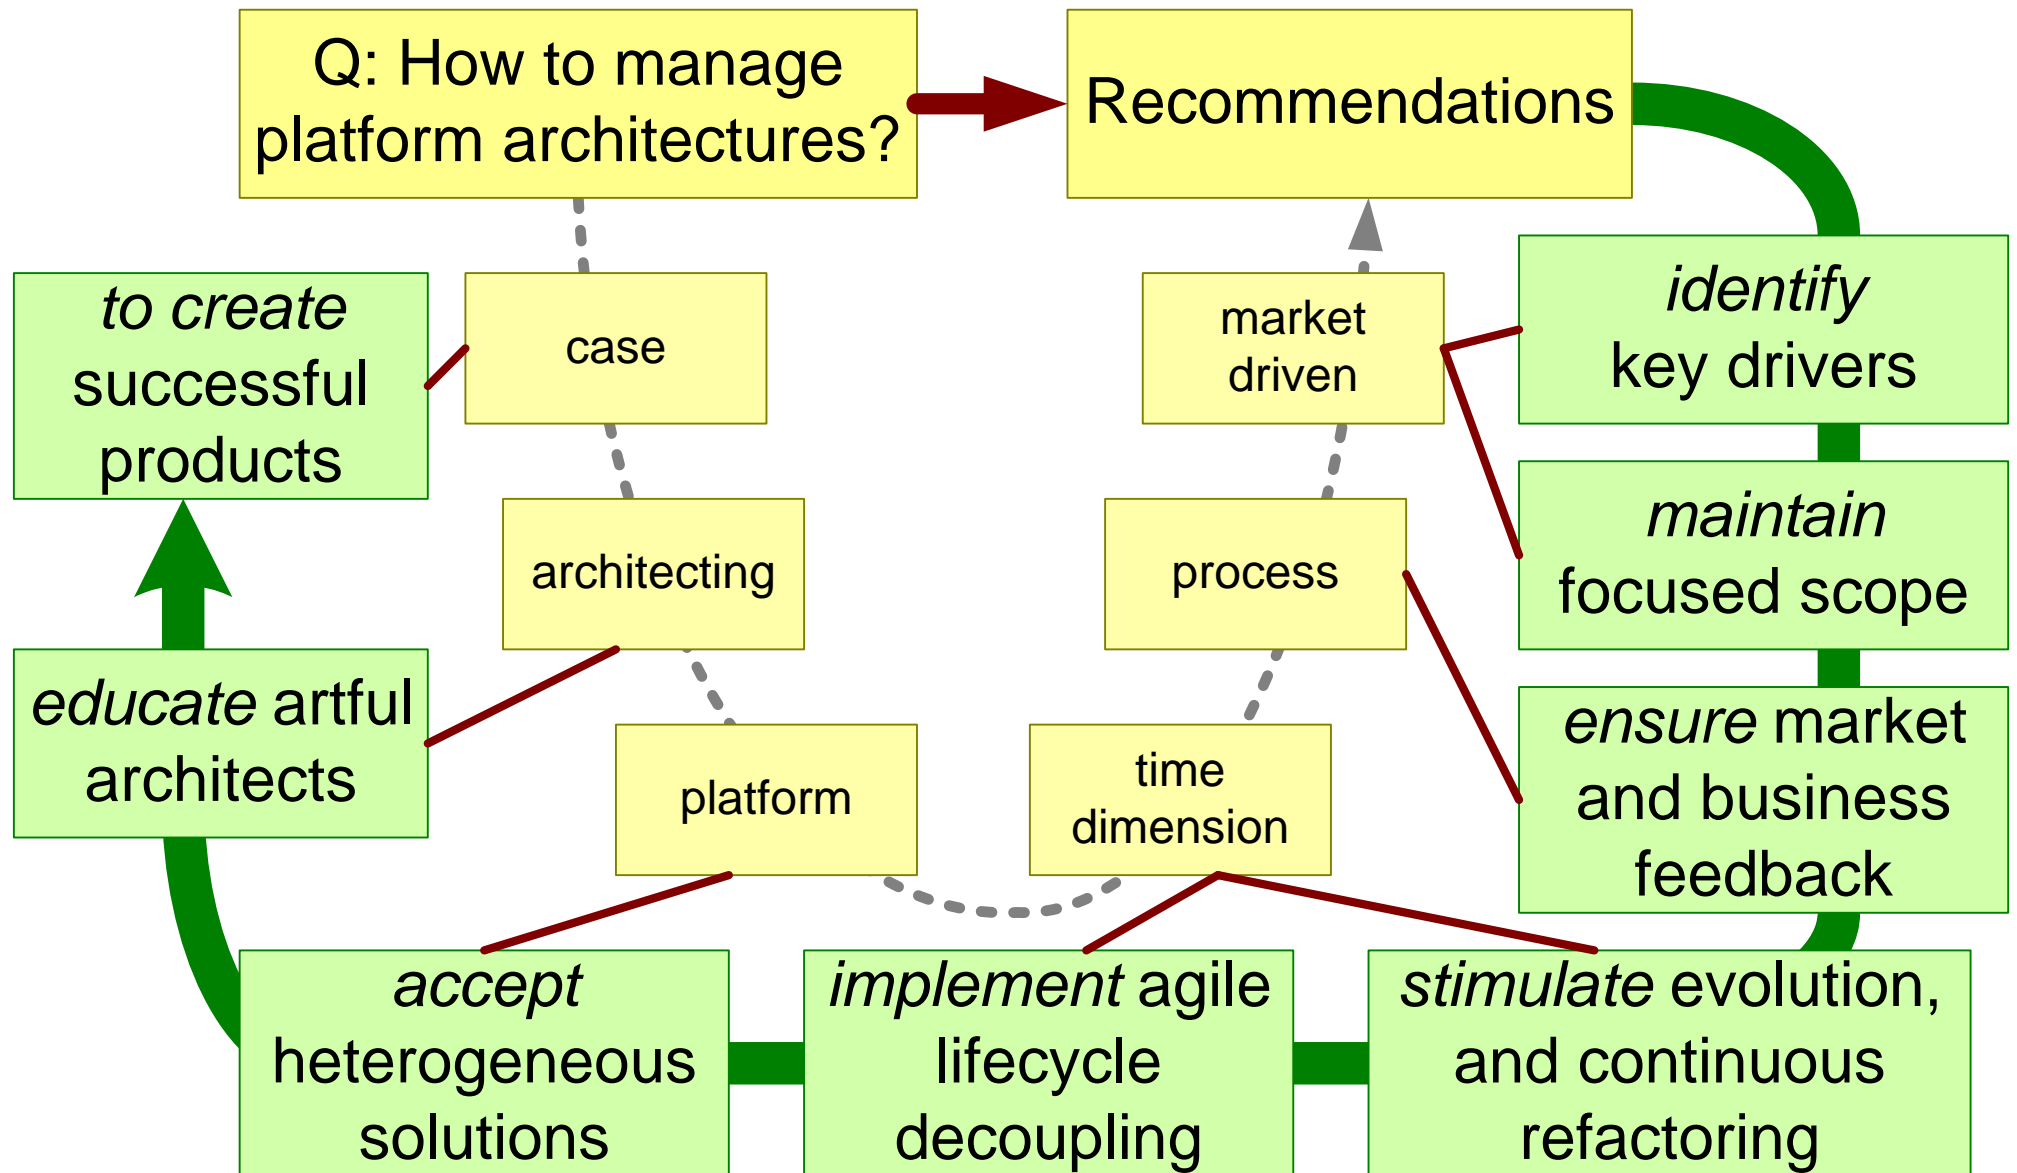 Q: How to manage
platform architectures?
Recommendations
case
architecting
platform
time
dimension
process
market
driven
identify
key drivers
maintain
focused scope
ensure market
and business
feedback
stimulate evolution,
and continuous
refactoring
implement agile
lifecycle
decoupling
accept
heterogeneous
solutions
educate artful
architects
to create
successful
products